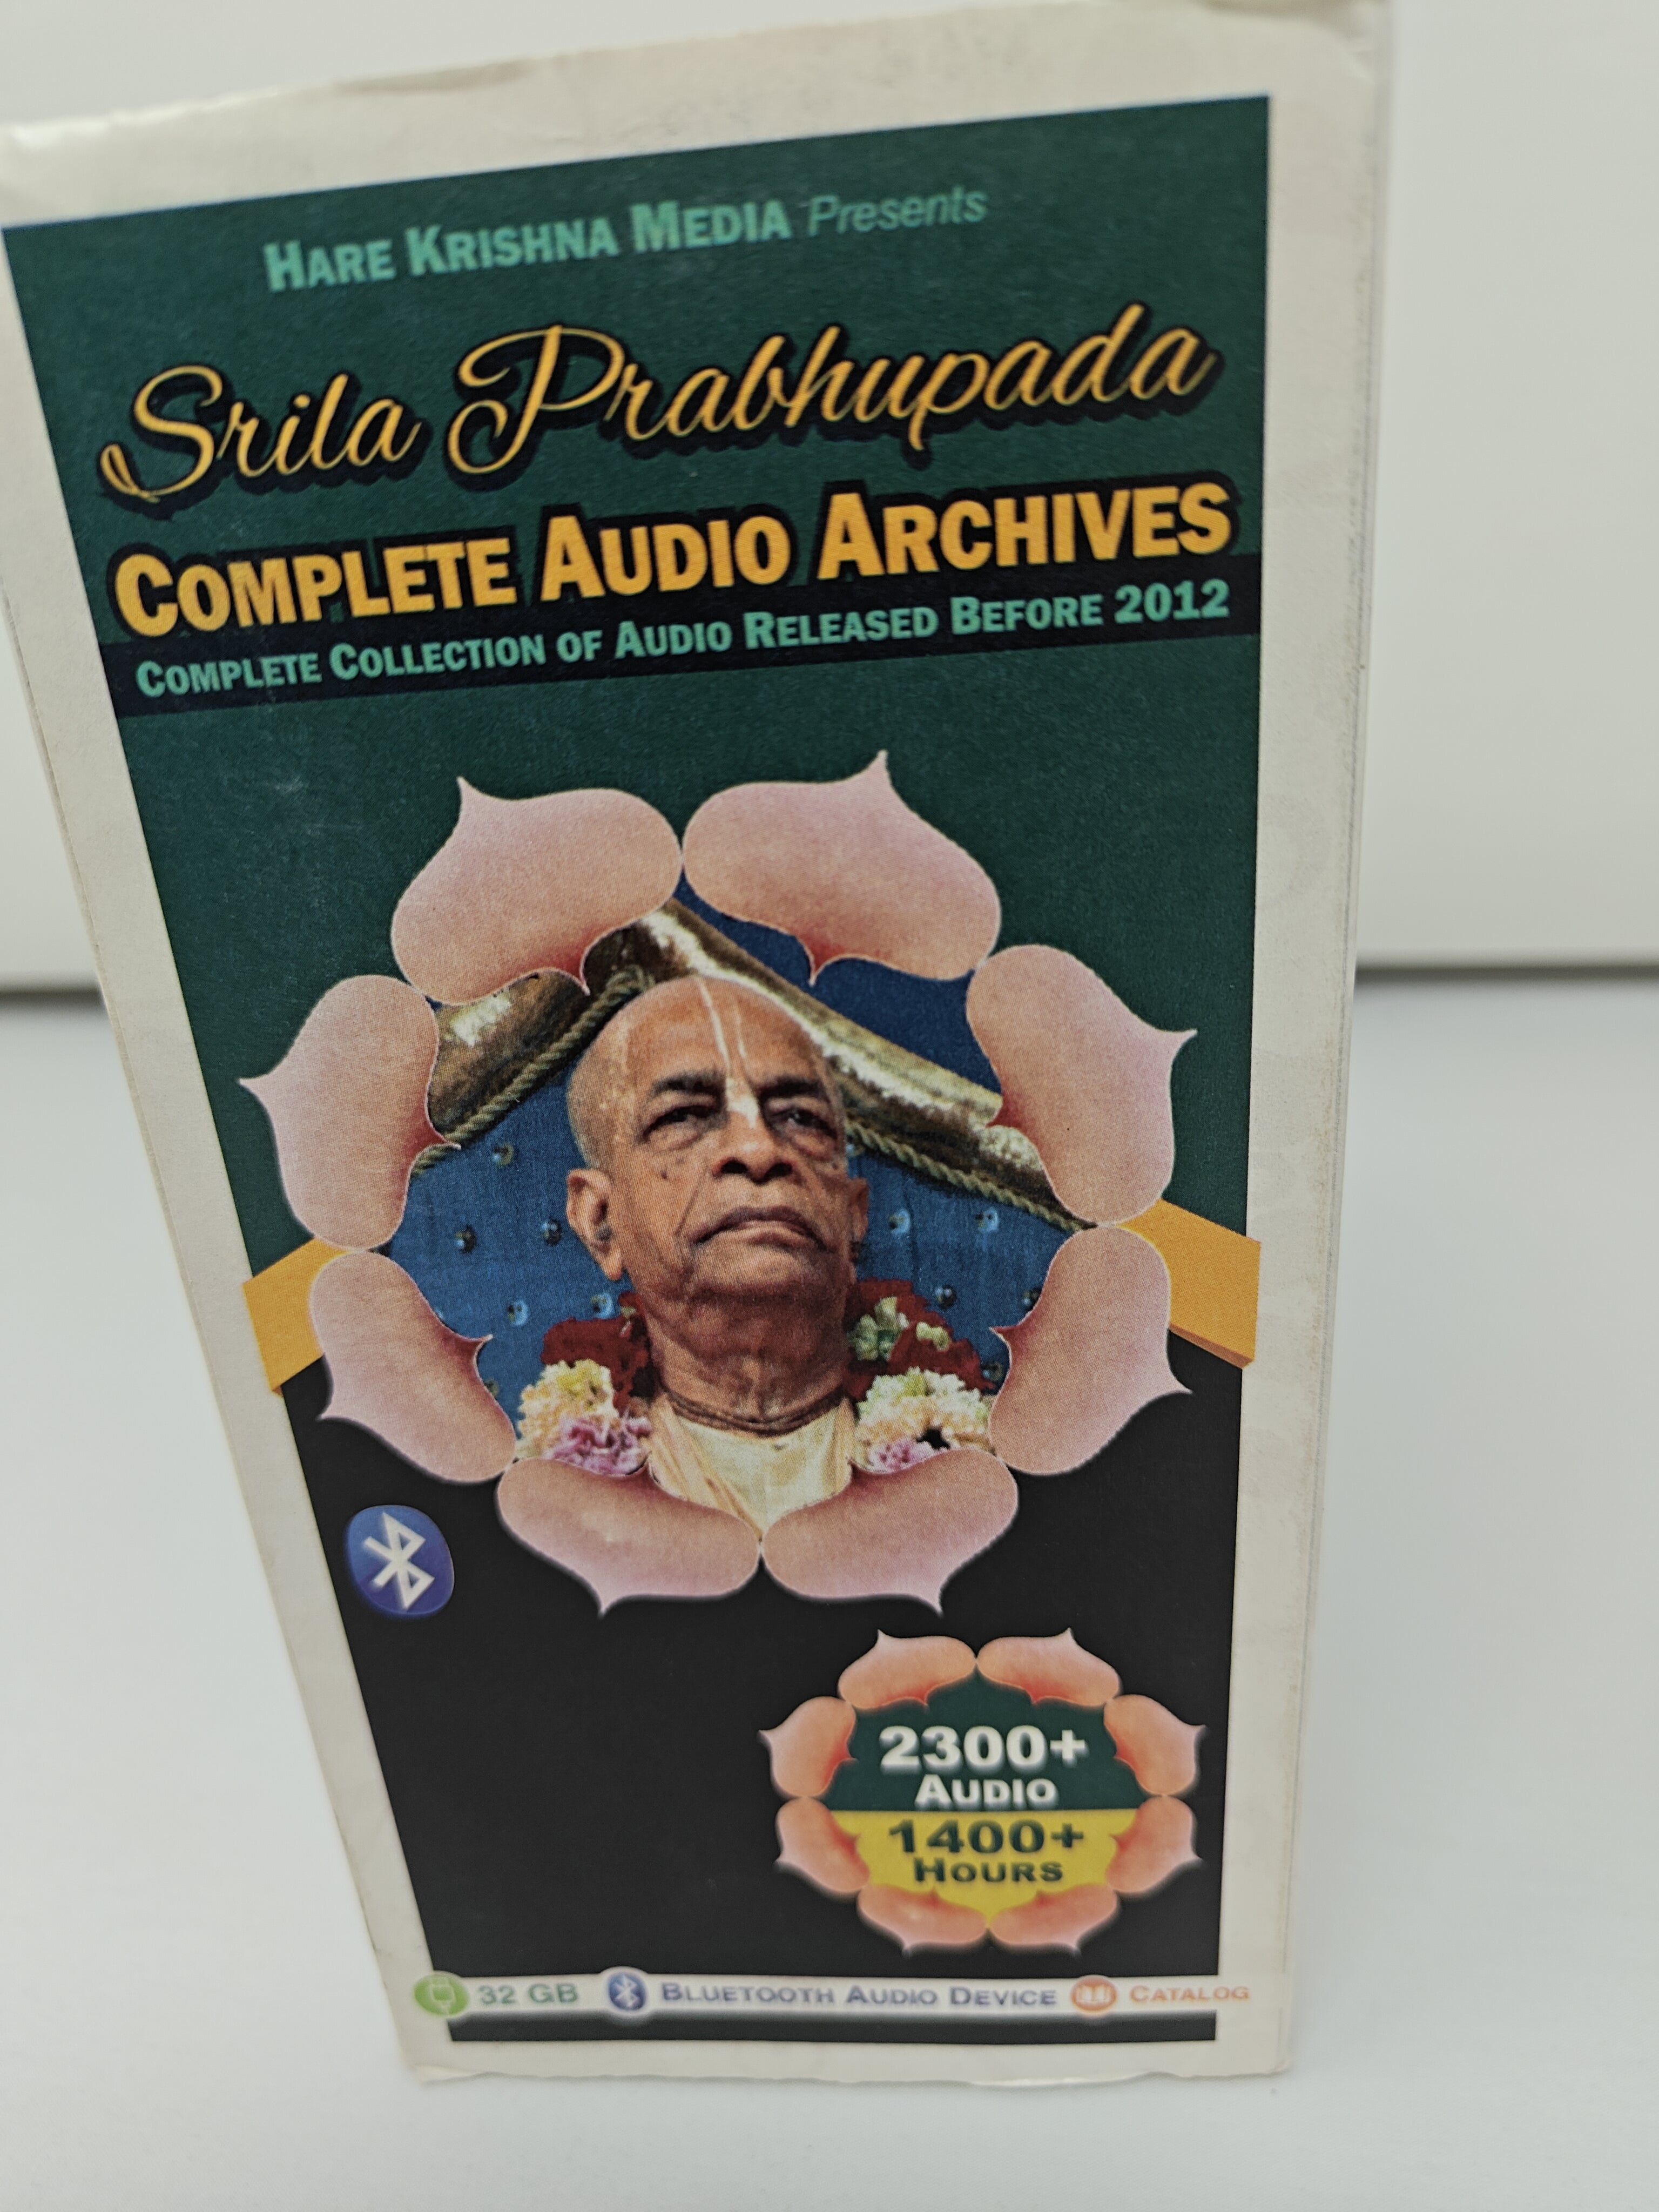 HARE KRISHNA MEDIA Presents
Srila Prabhupada
COMPLETE AUDIO ARCHIVES
COMPLETE COLLECTION OF AUDIO RELEASED BEFORE 2012
2300+
AUDIO
1400+
HOURS
32 GB BLUETOOTH AUDIO DEVICE CATALOG